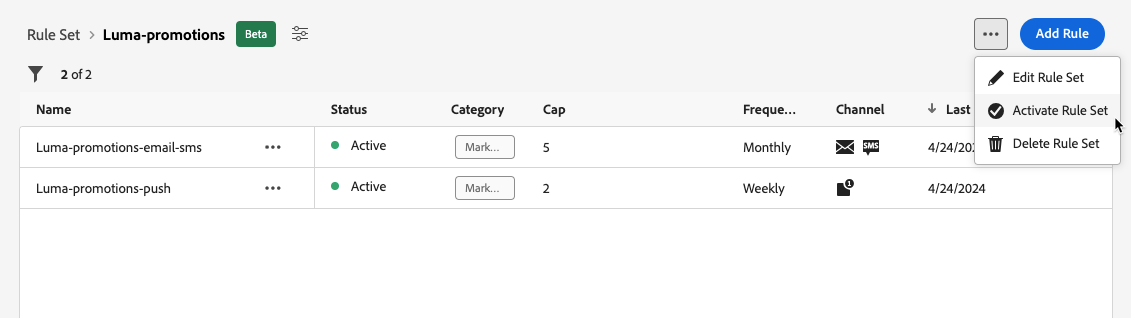 Rule Set > Luma-promotions Beta
Add Rule
2 of 2
Edit Rule Set
Activate Rule Set
Delete Rule Set
Name Status Category Cap Freque... Channel Last
Luma-promotions-email-sms Active Mark... 5 Monthly SMS 4/24/20
Luma-promotions-push Active Mark... 2 Weekly 1 4/24/2024